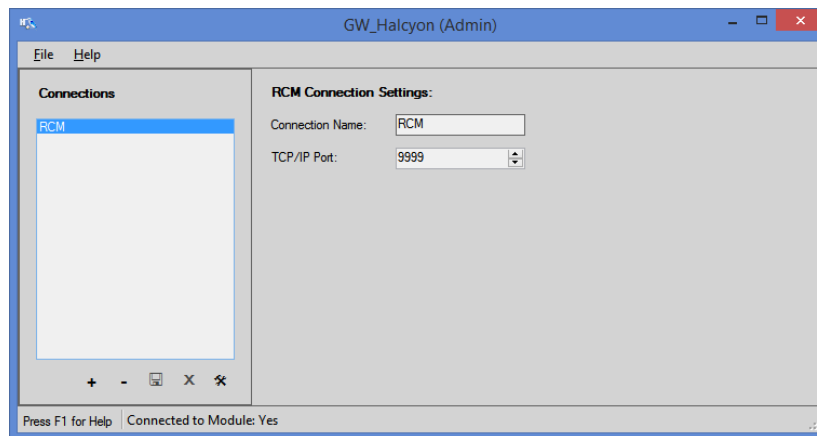 GW_Halcyon (Admin)
File Help
Connections
RCM
RCM Connection Settings:
Connection Name: RCM
TCP/IP Port: 9999
+ - X
Press F1 for Help Connected to Module: Yes